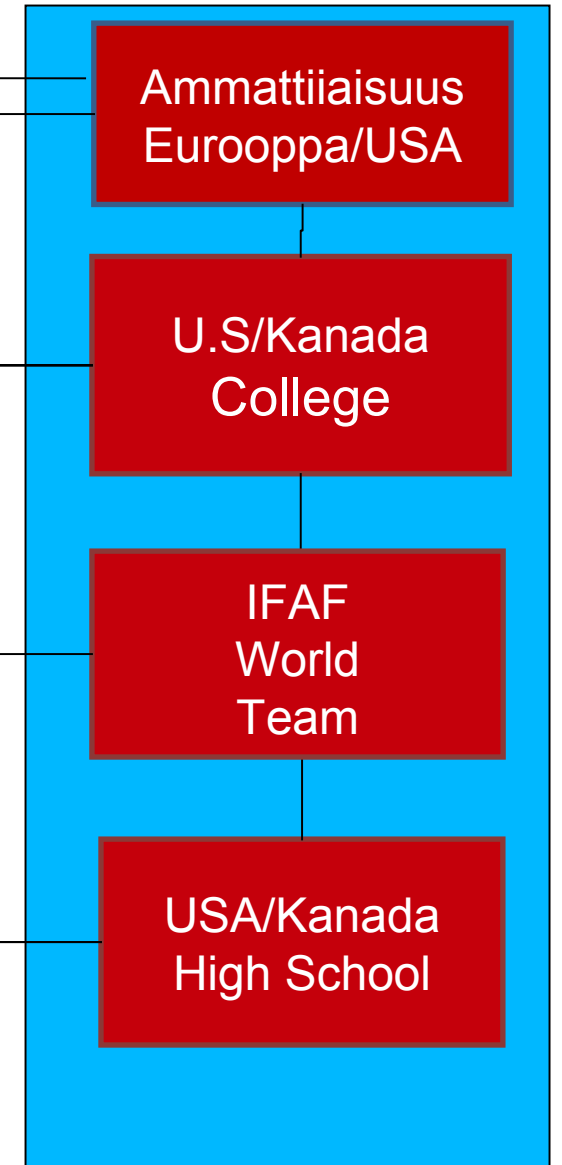 Ammattiiaisuus
Eurooppa/USA
U.S/Kanada
College
IFAF
World
Team
USA/Kanada
High School